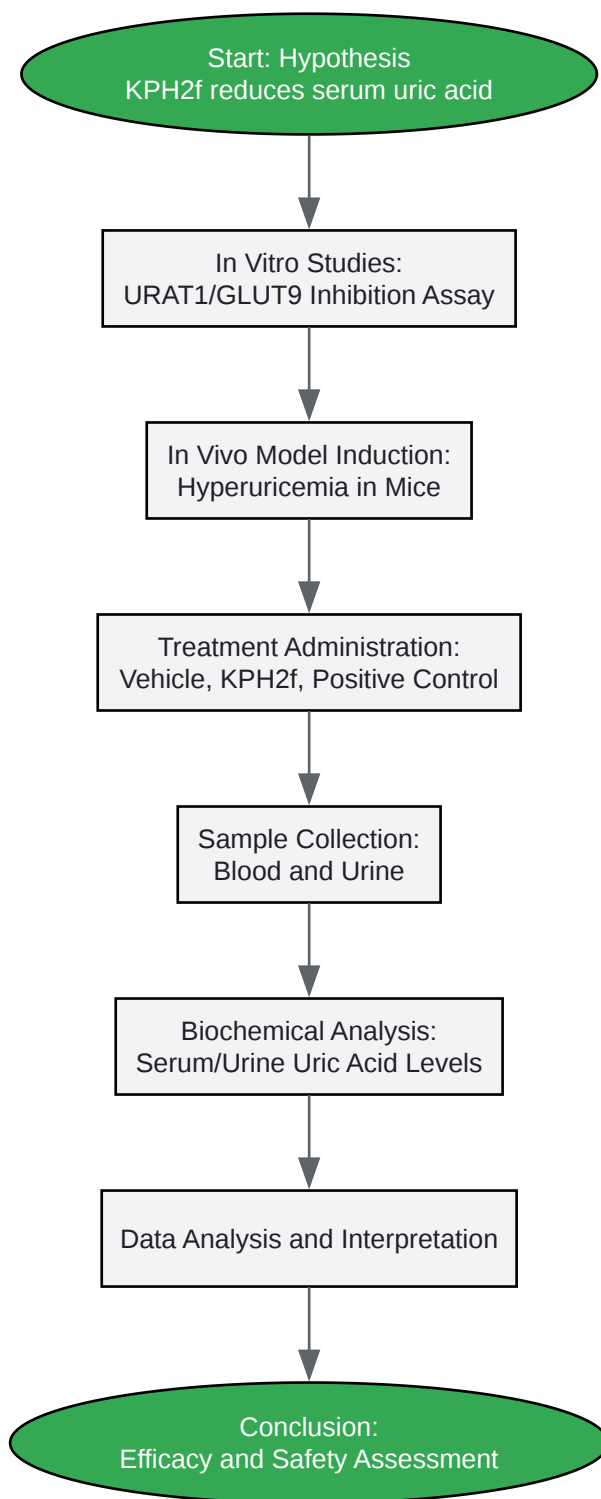 Start: Hypothesis
KPH2f reduces serum uric acid
In Vitro Studies:
URAT1/GLUT9 Inhibition Assay
In Vivo Model Induction:
Hyperuricemia in Mice
Treatment Administration:
Vehicle, KPH2f, Positive Control
Sample Collection:
Blood and Urine
Biochemical Analysis:
Serum/Urine Uric Acid Levels
Data Analysis and Interpretation
Conclusion:
Efficacy and Safety Assessment